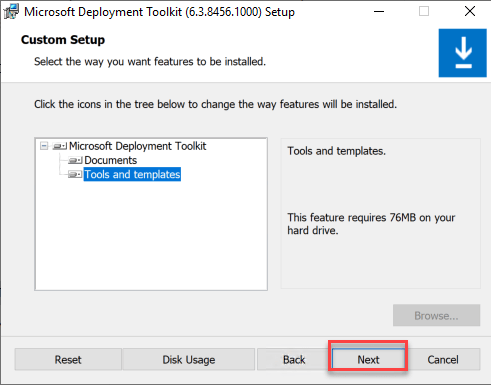 Microsoft Deployment Toolkit (6.3.8456.1000) Setup
Custom Setup
Select the way you want features to be installed.
Click the icons in the tree below to change the way features will be installed.
Microsoft Deployment Toolkit
Documents
Tools and templates
Tools and templates.
This feature requires 76MB on your
hard drive.
Browse...
Reset Disk Usage Back Next Cancel